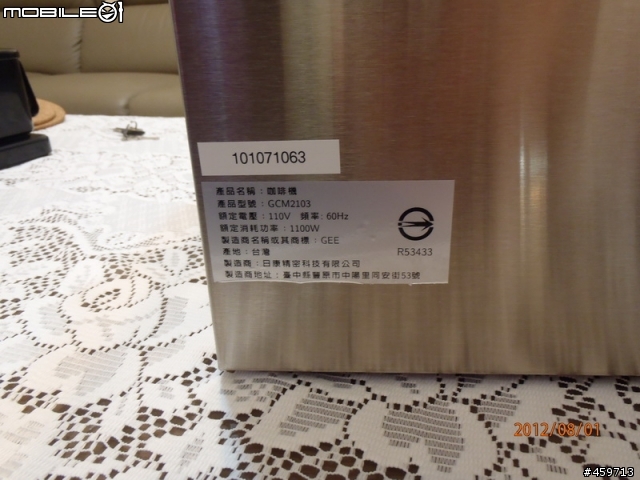 MOBILE01
101071063
產品名稱：咖啡機
產品型號：GCM2103
額定電壓：110V 頻率: 60Hz
額定消耗功率：1100W
製造商名稱或其商標：GEE
產地：台灣
製造商：日康精密科技有限公司
製造商地址：臺中縣豐原市中陽里同安街53號
R53433
2012/08/01
#459713